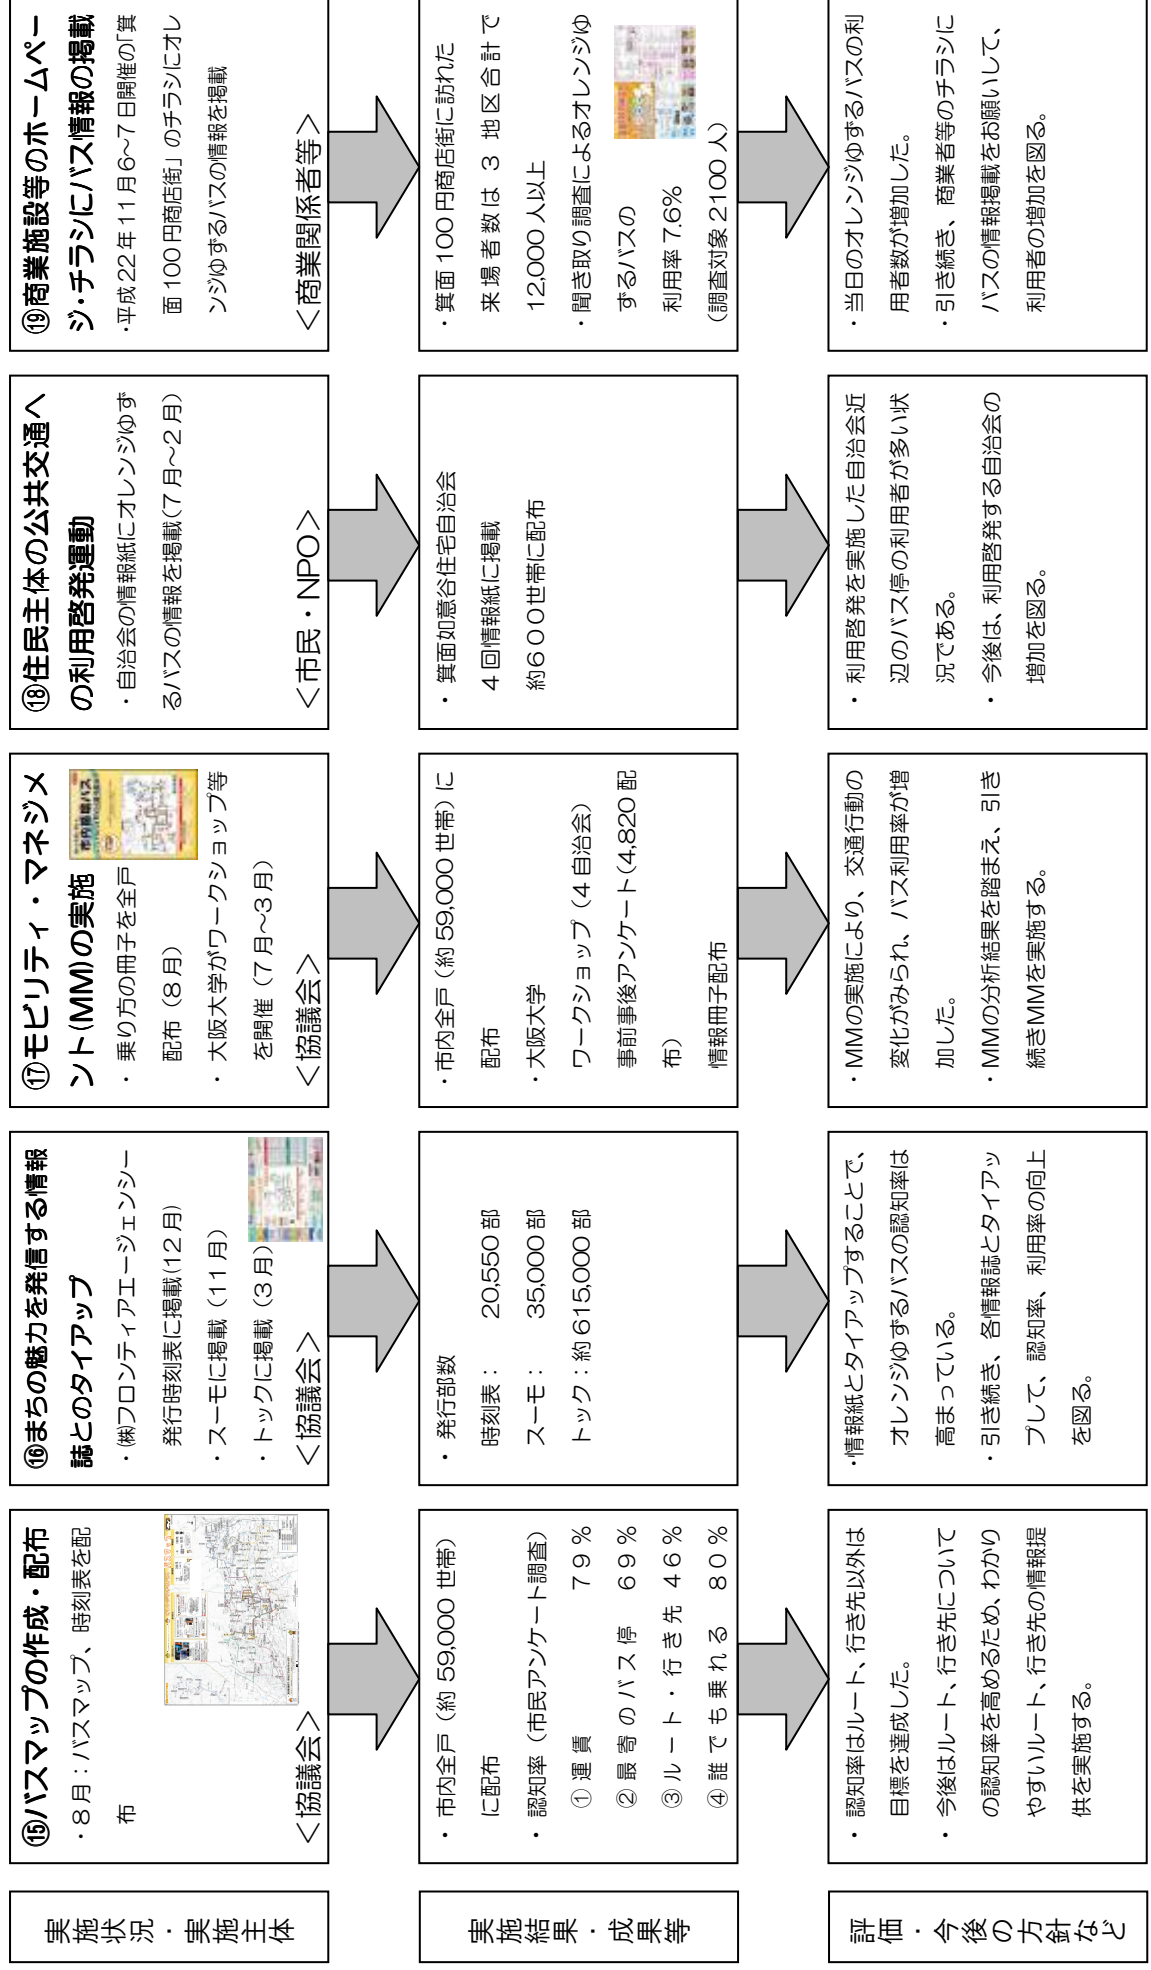 実施状況・実施主体
⑮バスマップの作成・配布
・8月：バスマップ、時刻表を配
布
＜協議会＞
⑯まちの魅力を発信する情報
誌とのタイアップ
・㈱フロンティアエージェンシー
発行時刻表に掲載(12月)
・スーモに掲載（11月）
・トックに掲載（3月）
＜協議会＞
⑰モビリティ・マネジメ
ント(MM)の実施
・乗り方の冊子を全戸
配布（8月）
・大阪大学がワークショップ等
を開催（7月～3月）
＜協議会＞
市内循環バス
⑱住民主体の公共交通へ
の利用啓発運動
・自治会の情報紙にオレンジゆず
るバスの情報を掲載(7月～2月)
＜市民・NPO＞
⑲商業施設等のホームペー
ジ・チラシにバス情報の掲載
・平成22年11月6～7日開催の「箕
面100円商店街」のチラシにオレ
ンジゆずるバスの情報を掲載
＜商業関係者等＞
実施結果・成果等
・市内全戸（約59,000世帯）
に配布
・認知率（市民アンケート調査）
①運賃 79％
②最寄のバス停 69％
③ルート・行き先 46％
④誰でも乗れる 80％
・発行部数
時刻表： 20,550部
スーモ： 35,000部
トック：約615,000部
・市内全戸（約59,000世帯）に
配布
・大阪大学
ワークショップ（4自治会）
事前事後アンケート(4,820配
布）
情報冊子配布
・箕面如意谷住宅自治会
4回情報紙に掲載
約600世帯に配布
・箕面100円商店街に訪れた
来場者数は3地区合計で
12,000人以上
・聞き取り調査によるオレンジゆ
ずるバスの
利用率7.6%
(調査対象2100人)
評価・今後の方針など
・認知率はルート、行き先以外は
目標を達成した。
・今後はルート、行き先について
の認知率を高めるため、わかり
やすいルート、行き先の情報提
供を実施する。
・情報紙とタイアップすることで、
オレンジゆずるバスの認知率は
高まっている。
・引き続き、各情報誌とタイアッ
プして、認知率、利用率の向上
を図る。
・MMの実施により、交通行動の
変化がみられ、バス利用率が増
加した。
・MMの分析結果を踏まえ、引き
続きMMを実施する。
・利用啓発を実施した自治会近
辺のバス停の利用者が多い状
況である。
・今後は、利用啓発する自治会の
増加を図る。
・当日のオレンジゆずるバスの利
用者数が増加した。
・引き続き、商業者等のチラシに
バスの情報掲載をお願いして、
利用者の増加を図る。